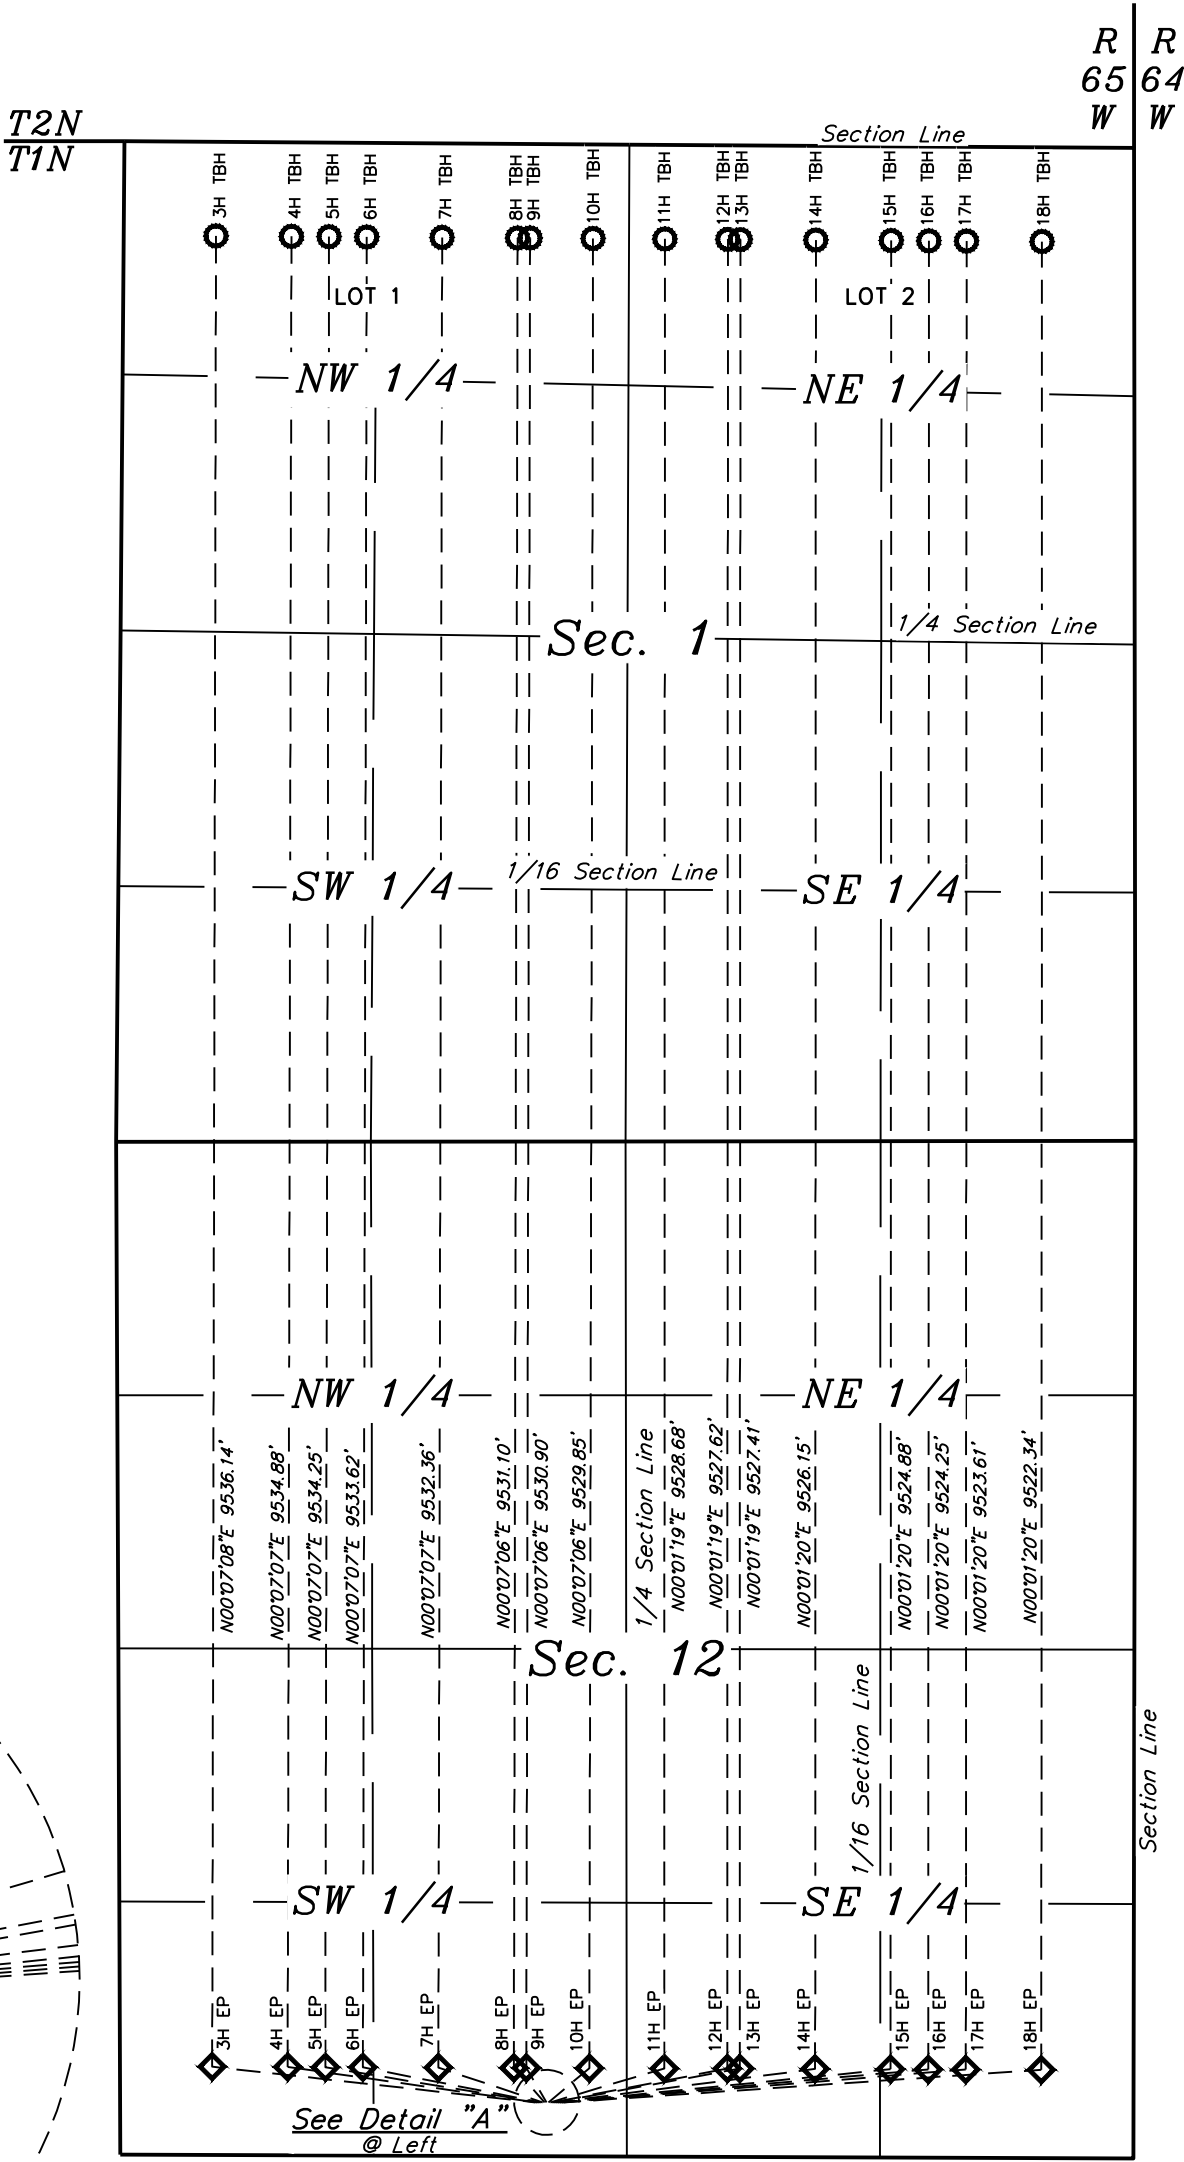 R R
65 64
W W
T2N
T1N
Section Line
3H TBH
4H TBH
5H TBH
6H TBH
7H TBH
8H TBH
9H TBH
10H TBH
11H TBH
12H TBH
13H TBH
14H TBH
15H TBH
16H TBH
17H TBH
18H TBH
LOT 1
LOT 2
NW 1/4
NE 1/4
Sec. 1
1/4 Section Line
1/16 Section Line
SW 1/4
SE 1/4
NW 1/4
NE 1/4
N00°07'08"E 9536.14'
N00°07'07"E 9534.88'
N00°07'07"E 9534.25'
N00°07'07"E 9533.62'
N00°07'07"E 9532.36'
N00°07'06"E 9531.10'
N00°07'06"E 9530.90'
N00°07'06"E 9529.85'
1/4 Section Line
N00°01'19"E 9528.68'
N00°01'19"E 9527.62'
N00°01'19"E 9527.41'
N00°01'20"E 9526.15'
N00°01'20"E 9524.88'
N00°01'20"E 9524.25'
N00°01'20"E 9523.61'
N00°01'20"E 9522.34'
Sec. 12
1/16 Section Line
Section Line
SW 1/4
SE 1/4
3H EP
4H EP
5H EP
6H EP
7H EP
8H EP
9H EP
10H EP
11H EP
12H EP
13H EP
14H EP
15H EP
16H EP
17H EP
18H EP
See Detail "A"
@ Left